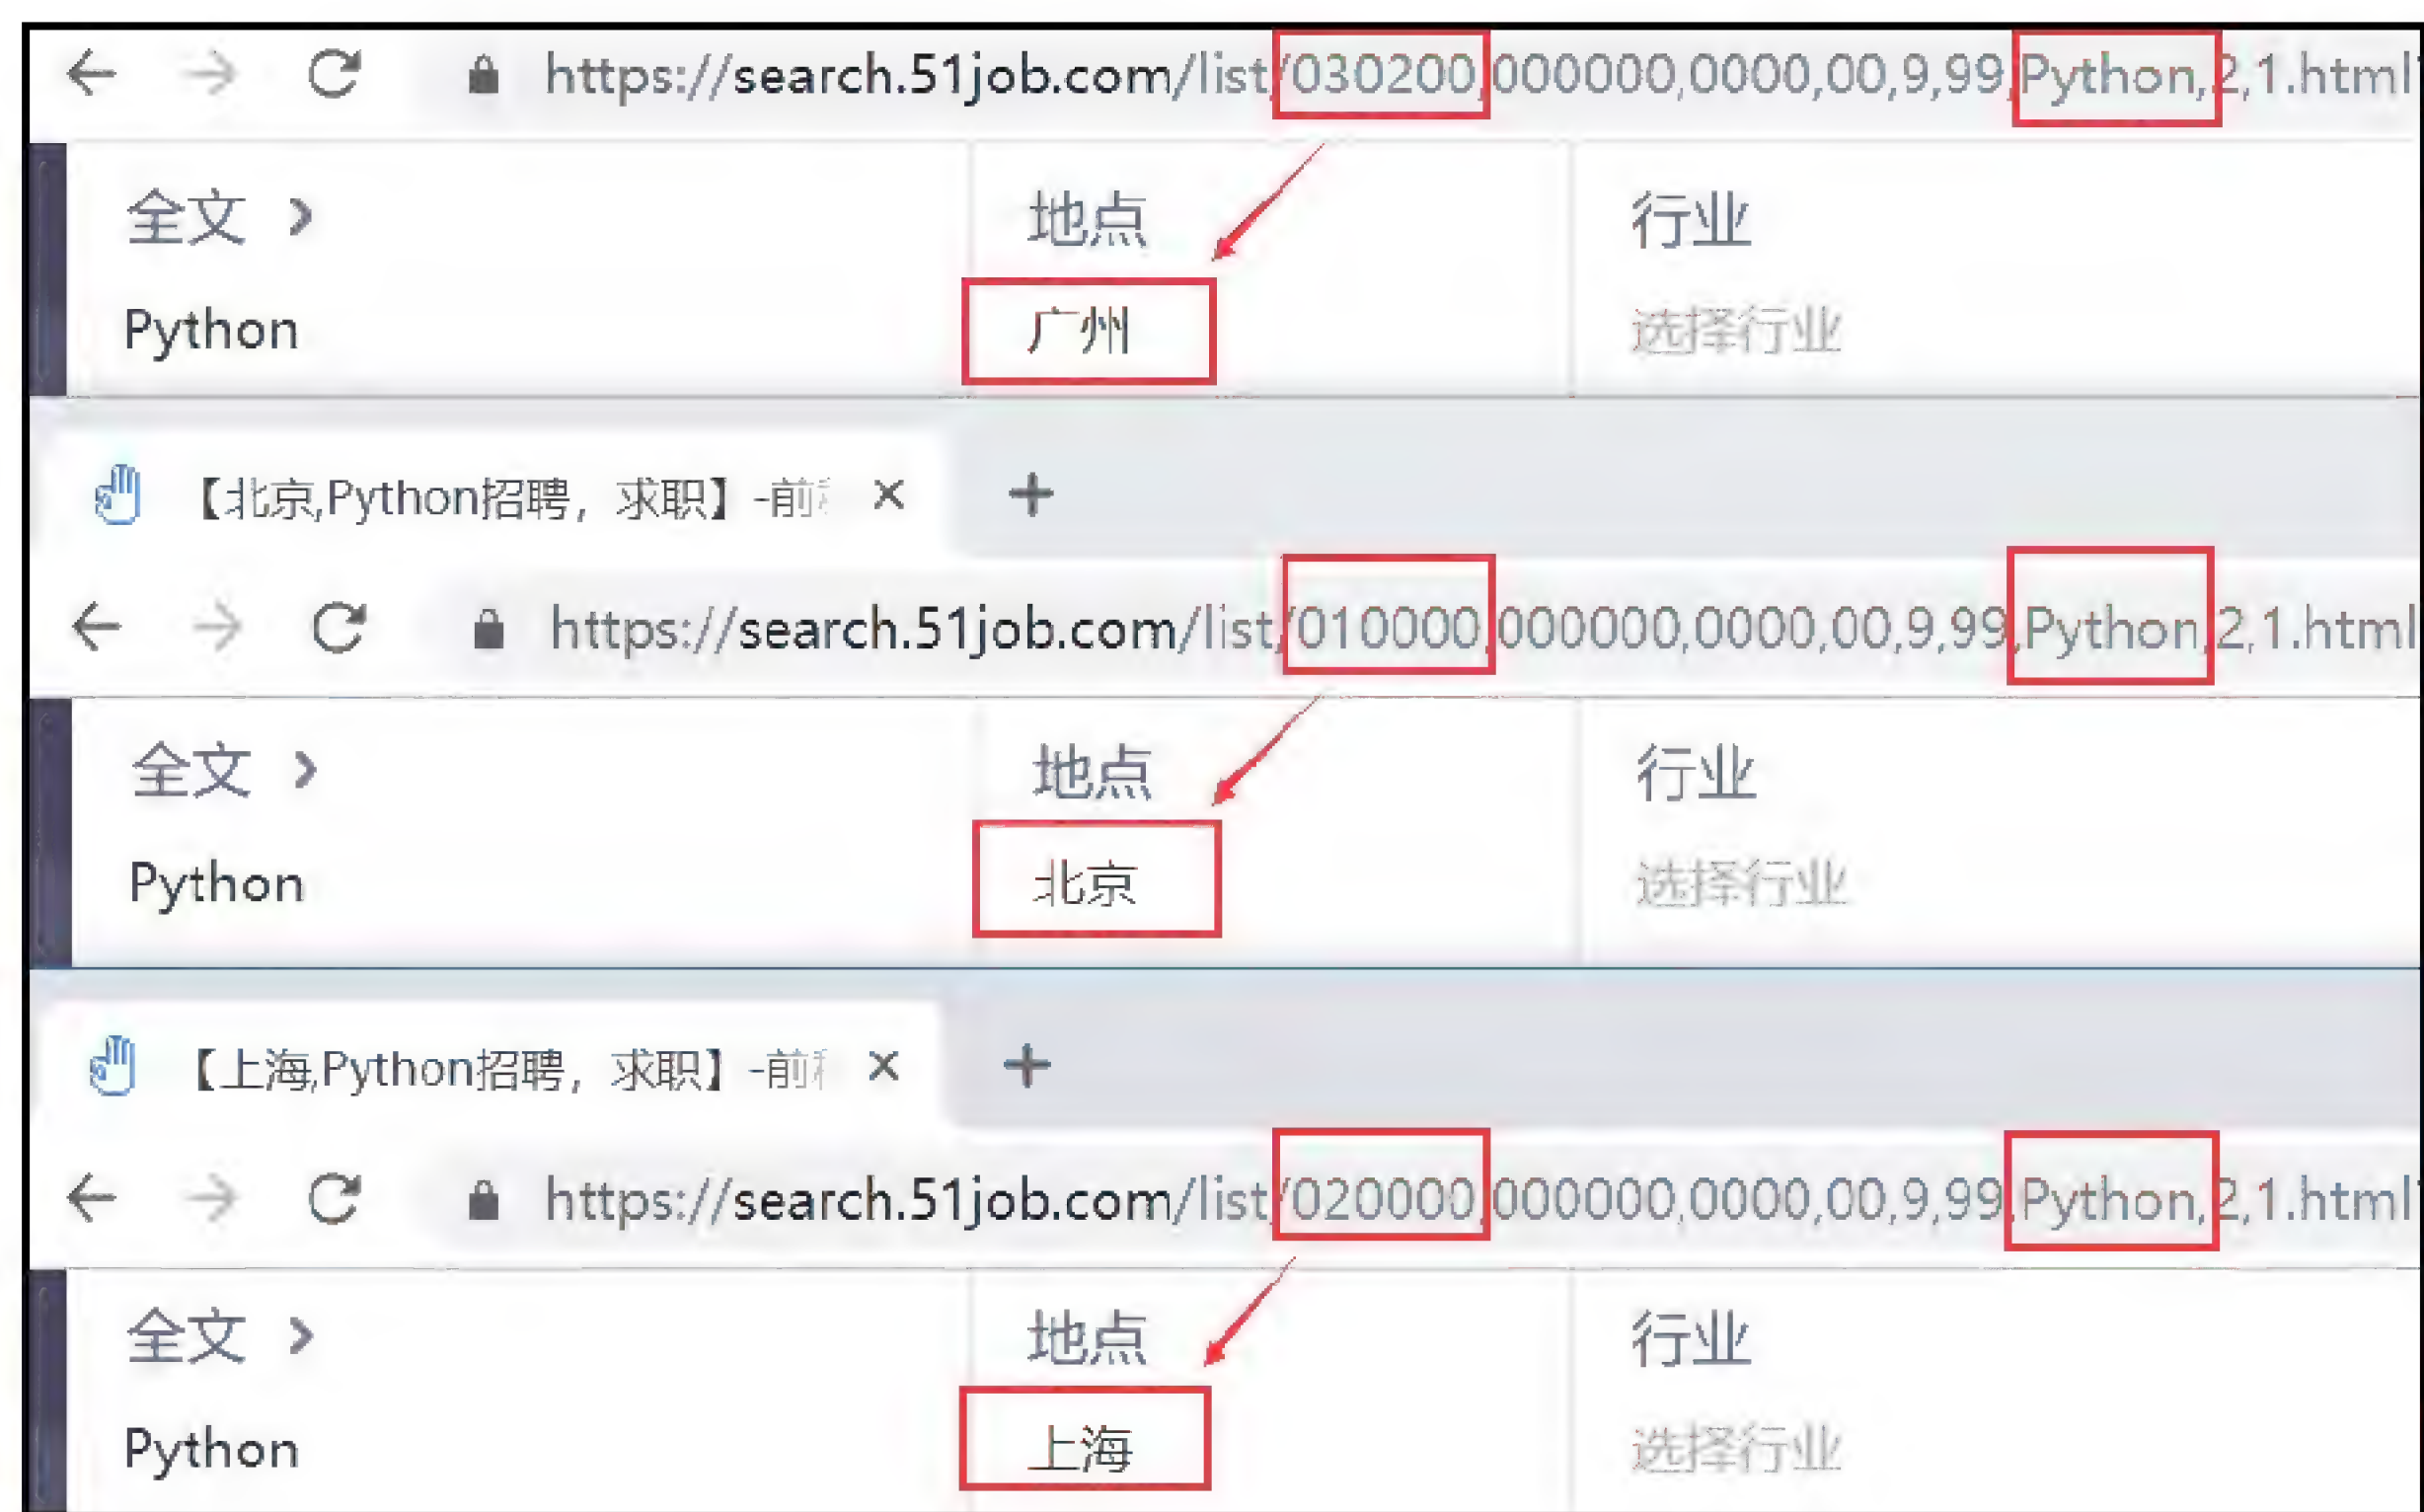 https://search.51job.com/list/030200,000000,0000,00,9,99,Python,2,1.html
全文 > 地点 行业
Python 广州 选择行业
【北京,Python招聘，求职】-前
https://search.51job.com/list/010000,000000,0000,00,9,99,Python,2,1.html
全文 > 地点 行业
Python 北京 选择行业
【上海,Python招聘，求职】-前
https://search.51job.com/list/020000,000000,0000,00,9,99,Python,2,1.html
全文 > 地点 行业
Python 上海 选择行业